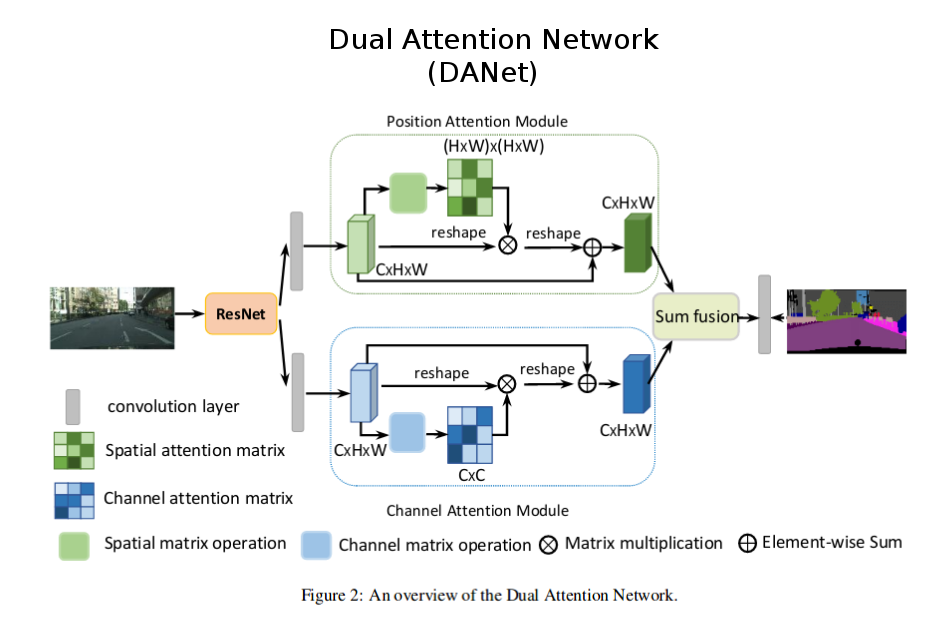 Dual Attention Network
(DANet)
Position Attention Module
(HxW)x(HxW)
CxHxW
reshape
reshape
CxHxW
ResNet
Sum fusion
reshape
reshape
convolution layer
CxHxW
CxHxW
Spatial attention matrix
CxC
Channel attention matrix
Channel Attention Module
Spatial matrix operation
Channel matrix operation
Matrix multiplication
Element-wise Sum
Figure 2: An overview of the Dual Attention Network.